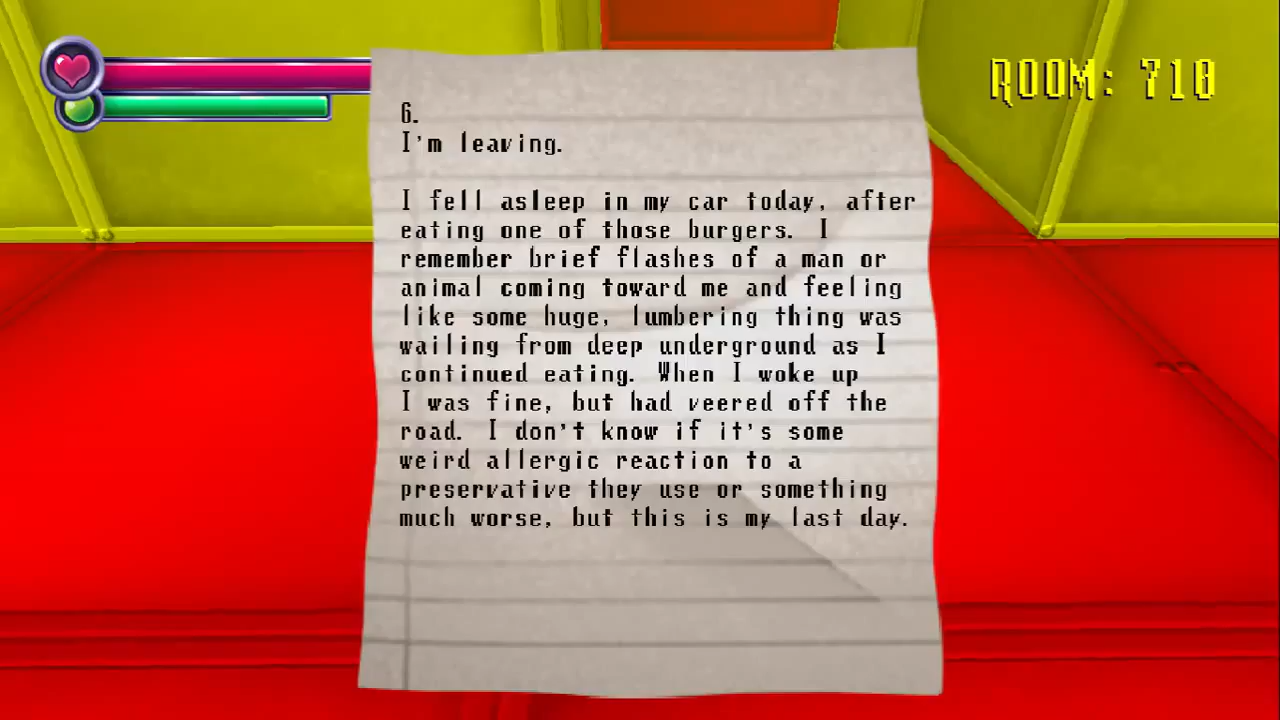 ROOM: 710
6.
I'm leaving.
I fell asleep in my car today, after
eating one of those burgers. I
remember brief flashes of a man or
animal coming toward me and feeling
like some huge, lumbering thing was
wailing from deep underground as I
continued eating. When I woke up
I was fine, but had veered off the
road. I don't know if it's some
weird allergic reaction to a
preservative they use or something
much worse, but this is my last day.